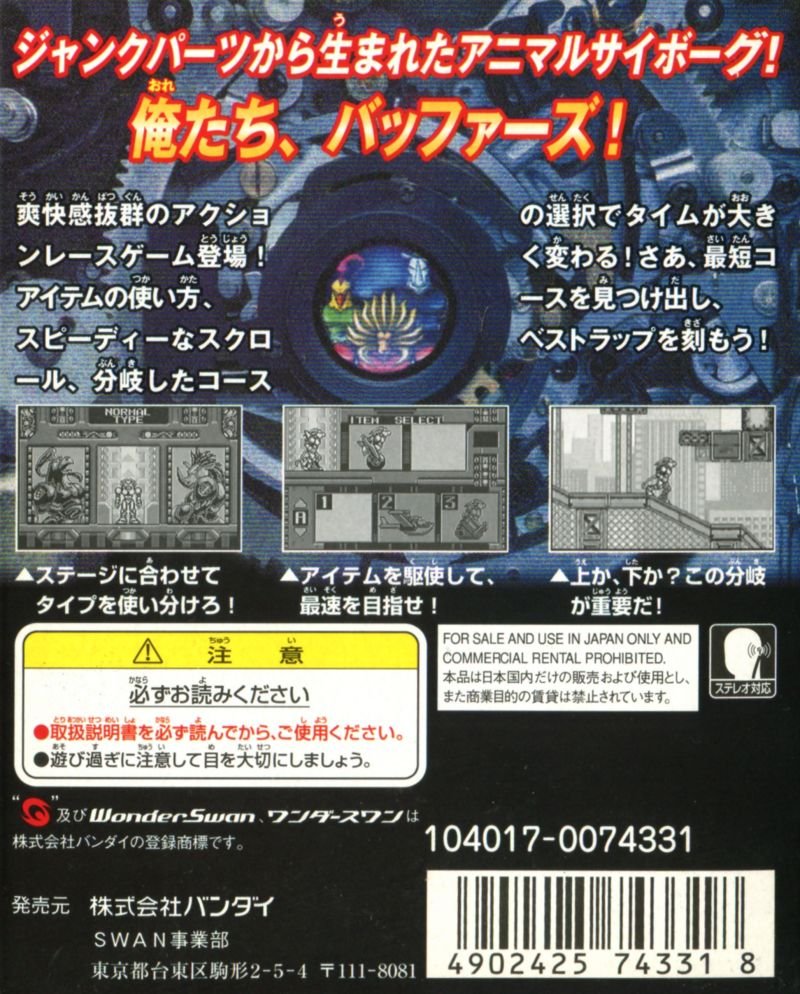 ジャンクパーツから生まれたアニマルサイボーグ!
俺たち、バッファーズ!
爽快感抜群のアクショ
ンレースゲーム登場!
アイテムの使い方、
スピーディーなスクロ
ール、分岐したコース
の選択でタイムが大き
く変わる!さあ、最短コ
ースを見つけ出し、
ベストラップを刻もう!
NORMAL
TYPE
ITEM SELECT
A
1
2
3
▲ステージに合わせて
タイプを使い分けろ!
▲アイテムを駆使して、
最速を目指せ!
▲上か、下か?この分岐
が重要だ!
注意
必ずお読みください
●取扱説明書を必ず読んでから、ご使用ください。
●遊び過ぎに注意して目を大切にしましょう。
FOR SALE AND USE IN JAPAN ONLY AND
COMMERCIAL RENTAL PROHIBITED.
本品は日本国内だけの販売および使用とし、
また商業目的の賃貸は禁止されています。
ステレオ対応
" "及びWonderSwan、ワンダースワンは
株式会社バンダイの登録商標です。
104017-0074331
発売元 株式会社バンダイ
SWAN事業部
東京都台東区駒形2-5-4 〒111-8081
4902425 74331 8